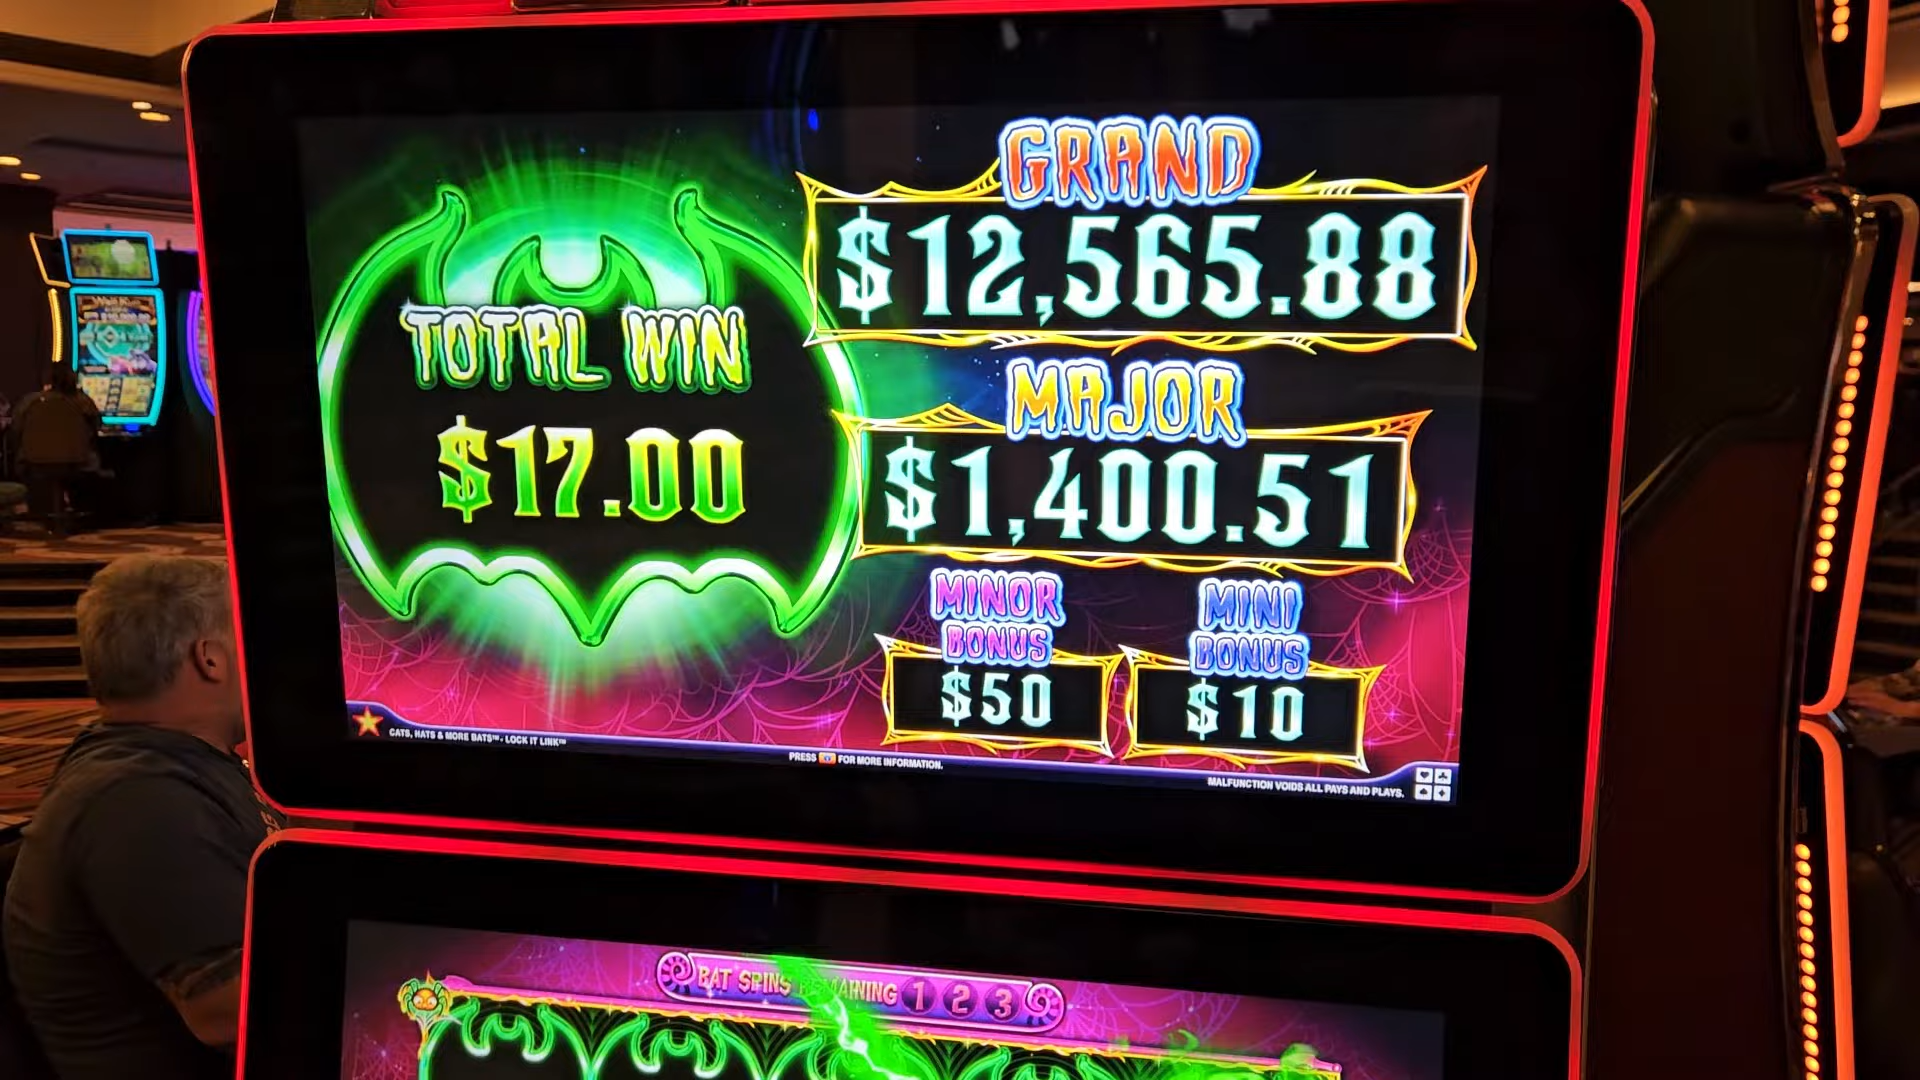 GRAND
$12,565.88
TOTAL WIN
$17.00
MAJOR
$1,400.51
MINOR
BONUS
$50
MINI
BONUS
$10
CATS, HATS & MORE BATS™ - LOCK IT LINK™
PRESS FOR MORE INFORMATION.
MALFUNCTION VOIDS ALL PAYS AND PLAYS.
BAT SPINS REMAINING 1 2 3